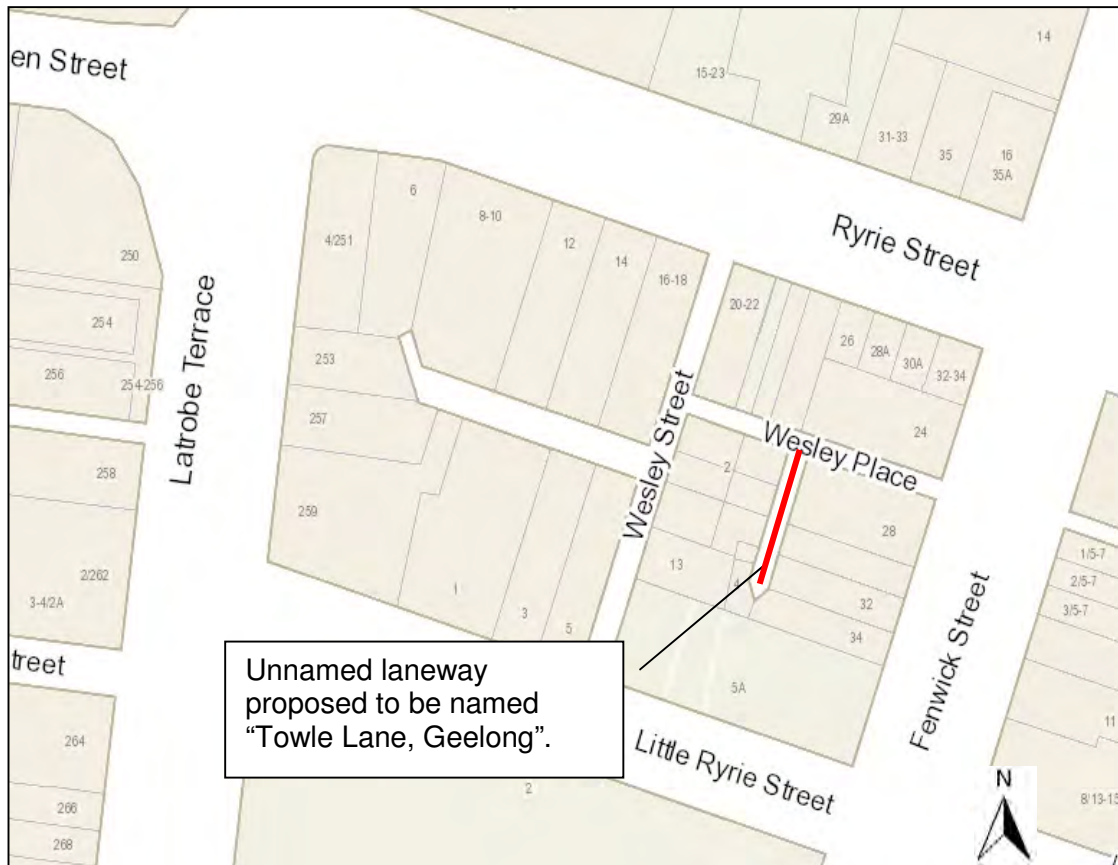 14
en Street
15-23
29A
31-33
35
16
35A
6
8-10
4/251
12
14
16-18
Ryrie Street
250
254
256
254-256
Latrobe Terrace
253
257
259
20-22
26
28A
30A
32-34
24
Wesley Street
Wesley Place
2
28
258
2/262
3-4/2A
1
3
5
13
4
32
34
5A
Fenwick Street
1/5-7
2/5-7
3/5-7
11
8/13-15
treet
Unnamed laneway
proposed to be named
“Towle Lane, Geelong”.
Little Ryrie Street
2
264
266
268
N